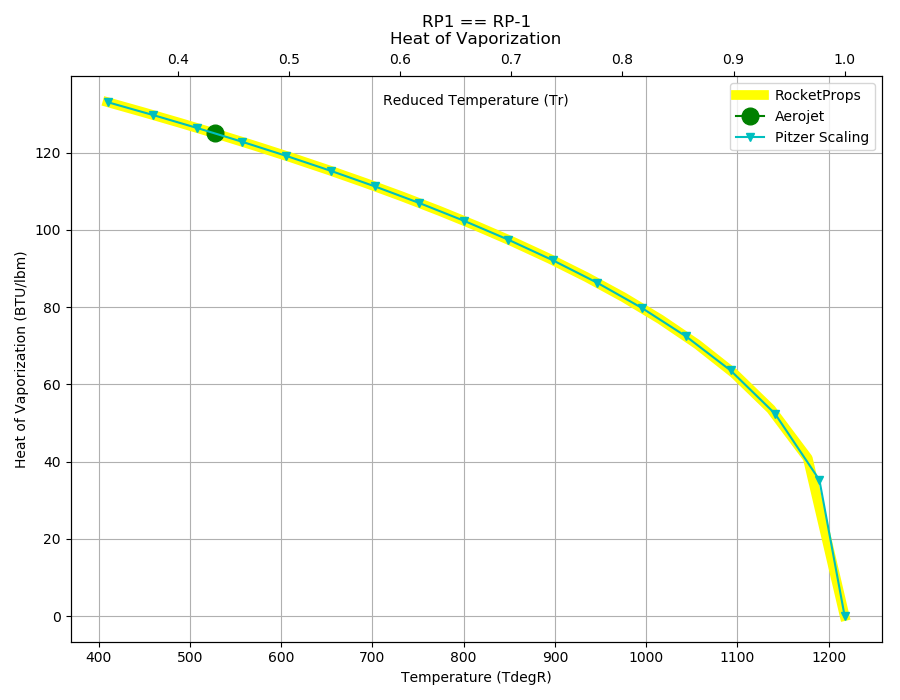 RP1 == RP-1
Heat of Vaporization
0.4 0.5 0.6 0.7 0.8 0.9 1.0
Reduced Temperature (Tr)
RocketProps
Aerojet
Pitzer Scaling
120
100
80
60
40
20
0
Heat of Vaporization (BTU/lbm)
400 500 600 700 800 900 1000 1100 1200
Temperature (TdegR)